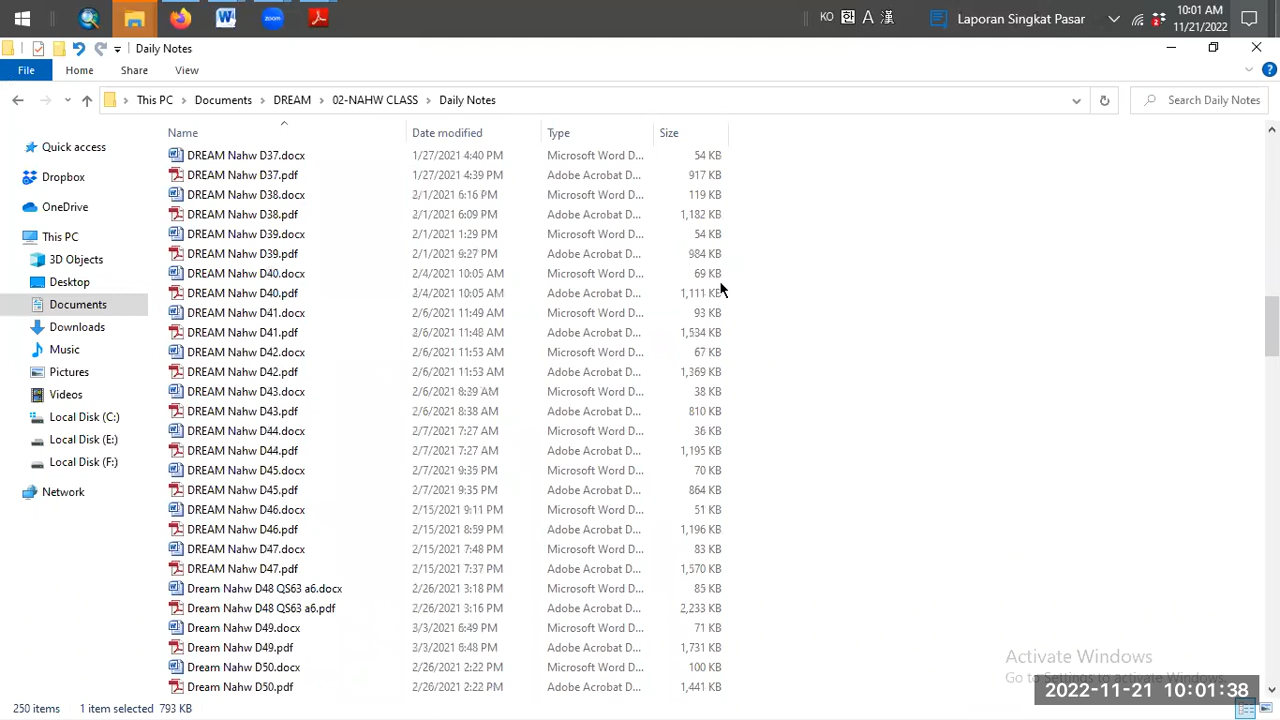 zoom
KO
A
漢
Laporan Singkat Pasar
10:01 AM
11/21/2022
Daily Notes
File
Home
Share
View
This PC
Documents
DREAM
02-NAHW CLASS
Daily Notes
Search Daily Notes
Name
Date modified
Type
Size
Quick access
Dropbox
OneDrive
This PC
3D Objects
Desktop
Documents
Downloads
Music
Pictures
Videos
Local Disk (C:)
Local Disk (E:)
Local Disk (F:)
Network
DREAM Nahw D37.docx 1/27/2021 4:40 PM Microsoft Word D... 54 KB
DREAM Nahw D37.pdf 1/27/2021 4:39 PM Adobe Acrobat D... 917 KB
DREAM Nahw D38.docx 2/1/2021 6:16 PM Microsoft Word D... 119 KB
DREAM Nahw D38.pdf 2/1/2021 6:09 PM Adobe Acrobat D... 1,182 KB
DREAM Nahw D39.docx 2/1/2021 1:29 PM Microsoft Word D... 54 KB
DREAM Nahw D39.pdf 2/1/2021 9:27 PM Adobe Acrobat D... 984 KB
DREAM Nahw D40.docx 2/4/2021 10:05 AM Microsoft Word D... 69 KB
DREAM Nahw D40.pdf 2/4/2021 10:05 AM Adobe Acrobat D... 1,111 KB
DREAM Nahw D41.docx 2/6/2021 11:49 AM Microsoft Word D... 93 KB
DREAM Nahw D41.pdf 2/6/2021 11:48 AM Adobe Acrobat D... 1,534 KB
DREAM Nahw D42.docx 2/6/2021 11:53 AM Microsoft Word D... 67 KB
DREAM Nahw D42.pdf 2/6/2021 11:53 AM Adobe Acrobat D... 1,369 KB
DREAM Nahw D43.docx 2/6/2021 8:39 AM Microsoft Word D... 38 KB
DREAM Nahw D43.pdf 2/6/2021 8:38 AM Adobe Acrobat D... 810 KB
DREAM Nahw D44.docx 2/7/2021 7:27 AM Microsoft Word D... 36 KB
DREAM Nahw D44.pdf 2/7/2021 7:27 AM Adobe Acrobat D... 1,195 KB
DREAM Nahw D45.docx 2/7/2021 9:39 PM Microsoft Word D... 70 KB
DREAM Nahw D45.pdf 2/7/2021 9:35 PM Adobe Acrobat D... 864 KB
DREAM Nahw D46.docx 2/15/2021 9:11 PM Microsoft Word D... 51 KB
DREAM Nahw D46.pdf 2/15/2021 8:59 PM Adobe Acrobat D... 1,196 KB
DREAM Nahw D47.docx 2/15/2021 7:48 PM Microsoft Word D... 83 KB
DREAM Nahw D47.pdf 2/15/2021 7:37 PM Adobe Acrobat D... 1,570 KB
Dream Nahw D48 QS63 a6.docx 2/26/2021 3:18 PM Microsoft Word D... 85 KB
Dream Nahw D48 QS63 a6.pdf 2/26/2021 3:16 PM Adobe Acrobat D... 2,233 KB
Dream Nahw D49.docx 3/3/2021 6:49 PM Microsoft Word D... 71 KB
Dream Nahw D49.pdf 3/3/2021 6:48 PM Adobe Acrobat D... 1,731 KB
Dream Nahw D50.docx 2/26/2021 2:22 PM Microsoft Word D... 100 KB
Dream Nahw D50.pdf 2/26/2021 2:22 PM Adobe Acrobat D... 1,441 KB
Activate Windows
Go to Settings to activate Windows.
2022-11-21 10:01:38
250 items
1 item selected 793 KB